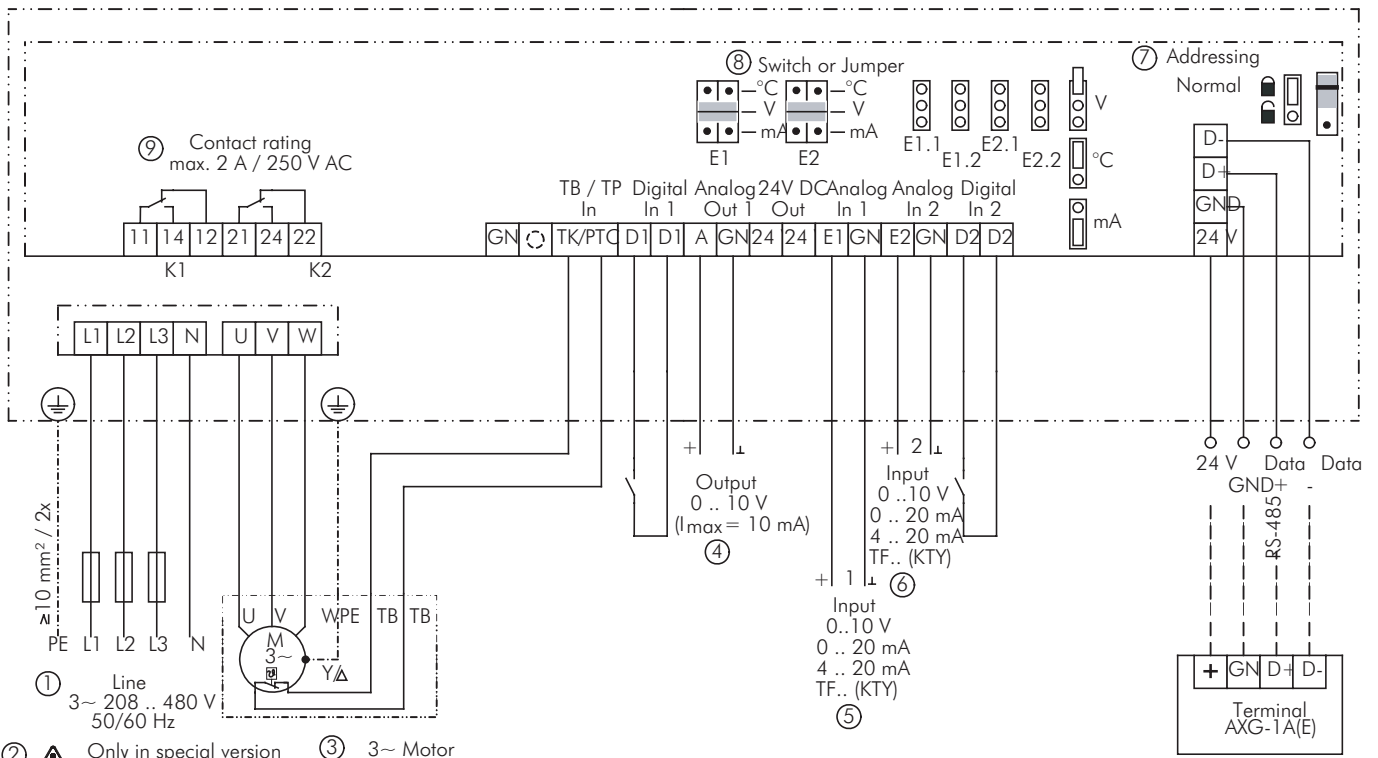 ⑧ Switch or Jumper
°C
V
mA
E1
°C
V
mA
E2
E1.1
E1.2
E2.1
E2.2
V
°C
mA
⑦ Addressing
Normal
D-
D+
GND
24 V
⑨ Contact rating
max. 2 A / 250 V AC
11 14 12 21 24 22
K1 K2
TB / TP
In
Digital
In 1
Analog
Out 1
24V DC
Out
Analog
In 1
Analog
In 2
Digital
In 2
GN TK/PTC D1 D1 A GN 24 24 E1 GN E2 GN D2 D2
L1 L2 L3 N U V W
≥10 mm² / 2x
PE L1 L2 L3 N
① Line
3~ 208 .. 480 V
50/60 Hz
② Only in special version
U V W PE TB TB
M
3~
Y/Δ
③ 3~ Motor
+ ⊥
Output
0 .. 10 V
(Imax = 10 mA)
④
+ 1 ⊥
Input
0..10 V
0 .. 20 mA
4 .. 20 mA
TF.. (KTY)
⑤
+ 2 ⊥
Input
0 ..10 V
0 .. 20 mA
4 .. 20 mA
TF.. (KTY)
⑥
24 V Data Data
GND + -
RS-485
+ GN D+ D-
Terminal
AXG-1A(E)